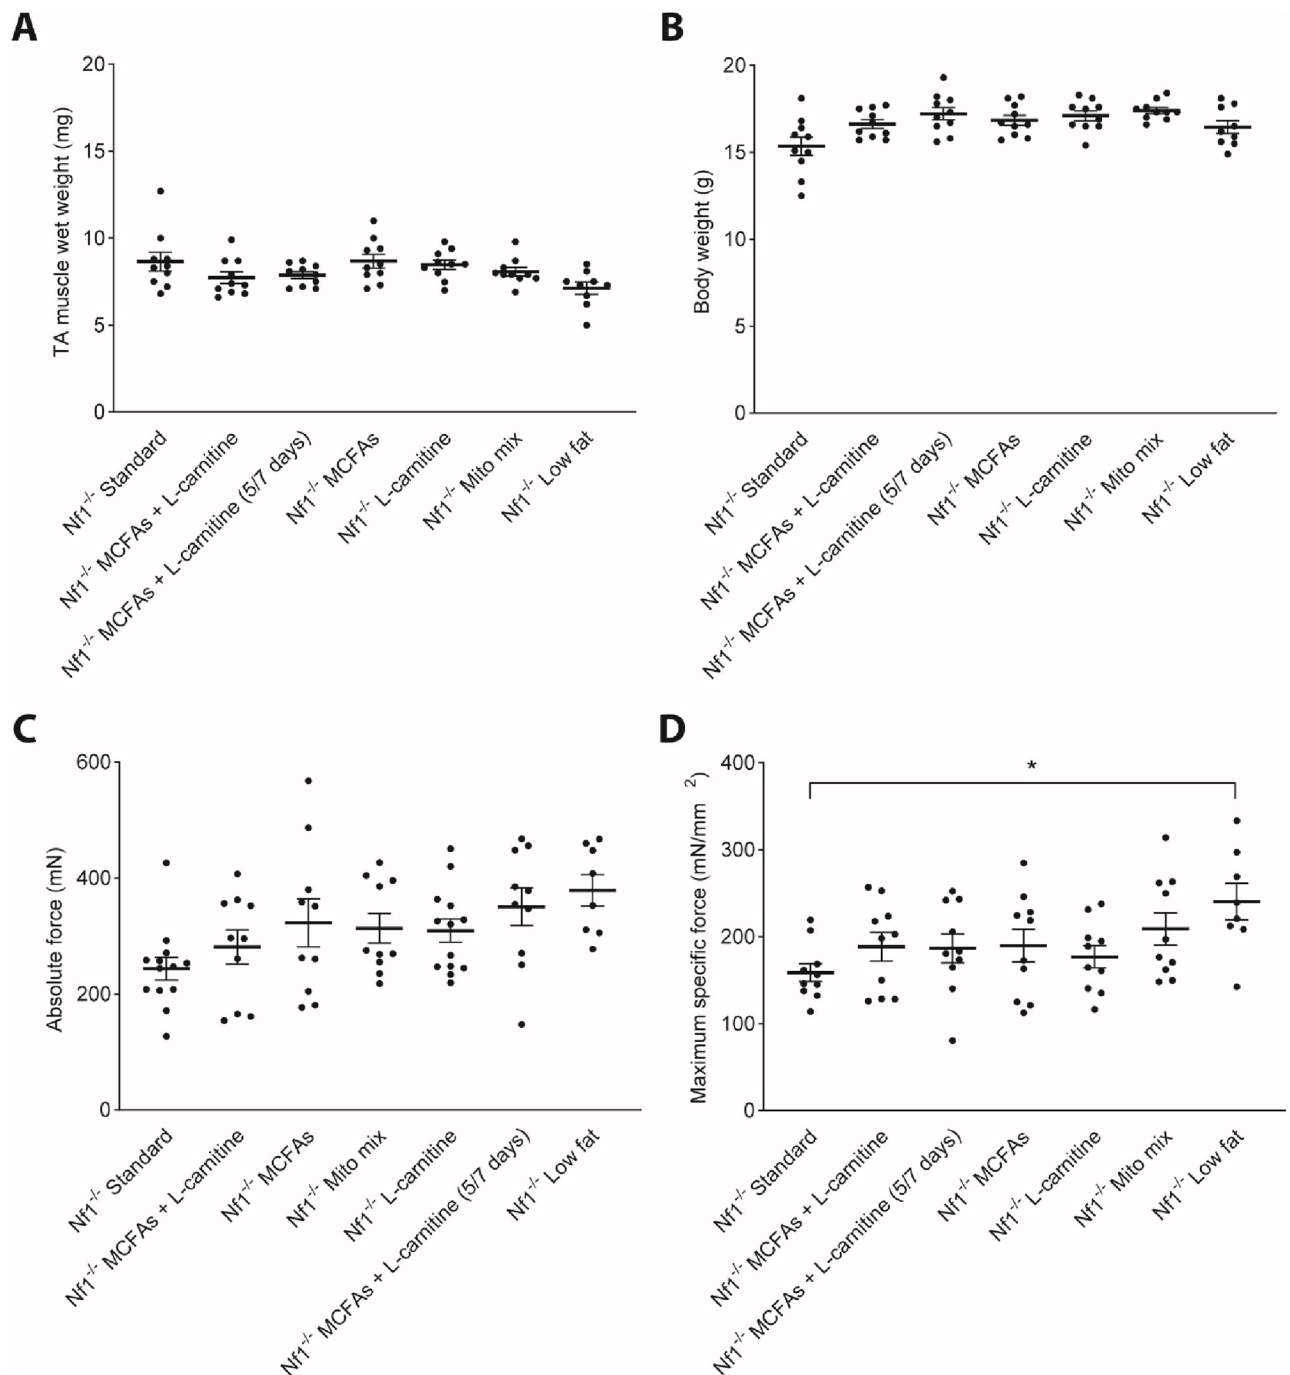 A
TA muscle wet weight (mg)
20
15
10
5
0
Nf1-/- Standard
Nf1-/- MCFAs + L-carnitine
Nf1-/- MCFAs + L-carnitine (5/7 days)
Nf1-/- MCFAs
Nf1-/- L-carnitine
Nf1-/- Mito mix
Nf1-/- Low fat
B
Body weight (g)
20
15
10
5
0
Nf1-/- Standard
Nf1-/- MCFAs + L-carnitine
Nf1-/- MCFAs + L-carnitine (5/7 days)
Nf1-/- MCFAs
Nf1-/- L-carnitine
Nf1-/- Mito mix
Nf1-/- Low fat
C
Absolute force (mN)
600
400
200
0
Nf1-/- Standard
Nf1-/- MCFAs + L-carnitine
Nf1-/- MCFAs
Nf1-/- Mito mix
Nf1-/- L-carnitine
Nf1-/- MCFAs + L-carnitine (5/7 days)
Nf1-/- Low fat
D
Maximum specific force (mN/mm 2)
400
300
200
100
0
*
Nf1-/- Standard
Nf1-/- MCFAs + L-carnitine
Nf1-/- MCFAs + L-carnitine (5/7 days)
Nf1-/- MCFAs
Nf1-/- L-carnitine
Nf1-/- Mito mix
Nf1-/- Low fat